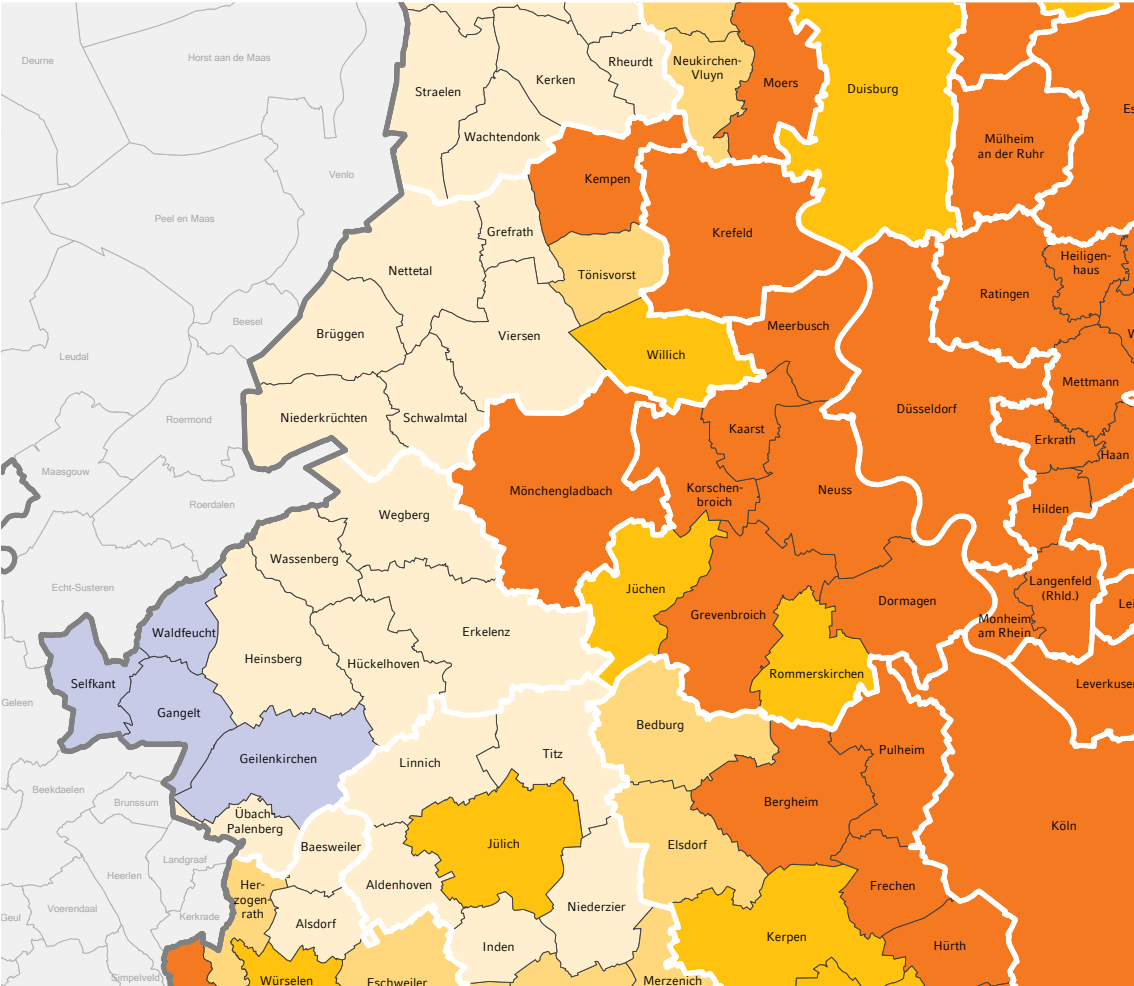 Deurne
Horst aan de Maas
Straelen
Kerken
Rheurdt
Neukirchen-
Vluyn
Moers
Duisburg
Es
Wachtendonk
Mülheim
an der Ruhr
Venlo
Kempen
Peel en Maas
Grefrath
Krefeld
Nettetal
Tönisvorst
Heiligen-
haus
Ratingen
Beesel
Brüggen
Viersen
Meerbusch
W
Leudal
Willich
Mettmann
Roermond
Niederkrüchten
Schwalmtal
Kaarst
Düsseldorf
Erkrath
Haan
Maasgouw
Roerdalen
Mönchengladbach
Korschen-
broich
Neuss
Hilden
Wegberg
Wassenberg
Echt-Susteren
Jüchen
Langenfeld
(Rhld.)
Dormagen
Lei
Grevenbroich
Monheim
am Rhein
Waldfeucht
Erkelenz
Heinsberg
Hückelhoven
Rommerskirchen
Selfkant
Leverkusen
Geleen
Gangelt
Bedburg
Pulheim
Titz
Geilenkirchen
Linnich
Beekdaelen
Brunssum
Bergheim
Übach-
Palenberg
Köln
Jülich
Elsdorf
Baesweiler
Landgraaf
Heerlen
Aldenhoven
Her-
zogen-
rath
Frechen
Voerendaal
Niederzier
Geul
Kerkrade
Alsdorf
Kerpen
Inden
Hürth
Simpelveld
Würselen
Eschweiler
Merzenich